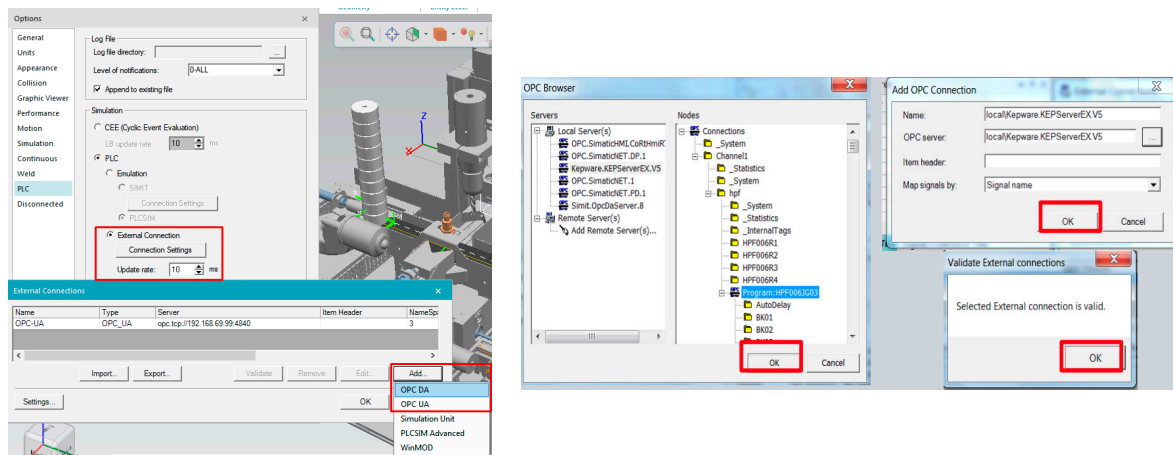 Options
General
Units
Appearance
Collision
Graphic Viewer
Performance
Motion
Simulation
Continuous
Weld
PLC
Disconnected
Log File
Log file directory:
...
Level of notifications: 0-ALL
Append to existing file
Simulation
CEE (Cyclic Event Evaluation)
LB update rate: 10 ms
PLC
Emulation
SIMIT
Connection Settings
PLCSIM
External Connection
Connection Settings
Update rate: 10 ms
Z
X
External Connections
Name Type Server Item Header
OPC-UA OPC_UA opc.tcp://192.168.69.99:4840 3
Import... Export... Validate Remove Edit... Add...
Settings... OK
OPC DA
OPC UA
Simulation Unit
PLCSIM Advanced
WinMOD
OPC Browser
Servers
Local Server(s)
OPC.SimaticHMI.CoRtHmiR
OPC.SimaticNET.DP.1
Kepware.KEPServerEX.V5
OPC.SimaticNET.1
OPC.SimaticNET.PD.1
Simit.OpcDaServer.8
Remote Server(s)
Add Remote Server(s)...
Nodes
Connections
_System
Channel1
_Statistics
_System
hpf
_System
_Statistics
_InternalTags
HPF006R1
HPF006R2
HPF006R3
HPF006R4
Program:HPF006JG03
AutoDelay
BK01
BK02
OK Cancel
Add OPC Connection
Name: local\Kepware.KEPServerEX.V5
OPC server: local\Kepware.KEPServerEX.V5 ...
Item header:
Map signals by: Signal name
OK Cancel
Validate External connections
Selected External connection is valid.
OK